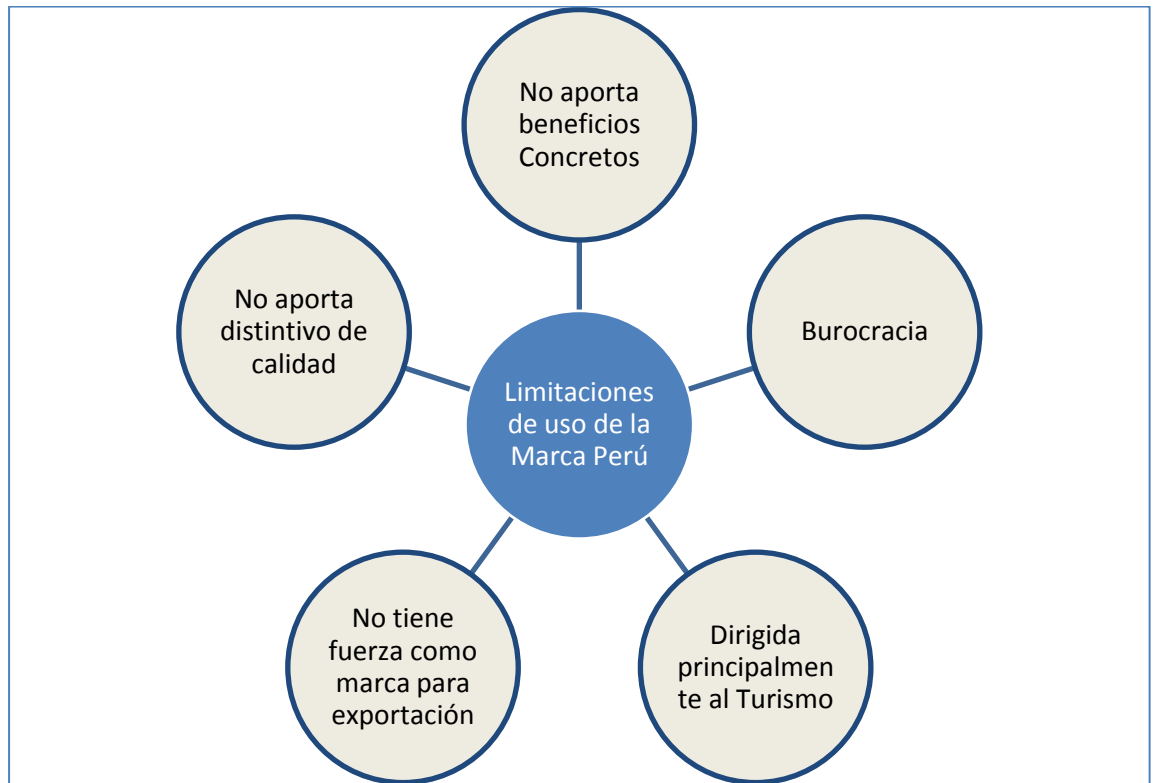 No aporta
beneficios
Concretos
Burocracia
Dirigida
principalmen
te al Turismo
No tiene
fuerza como
marca para
exportación
No aporta
distintivo de
calidad
Limitaciones
de uso de la
Marca Perú